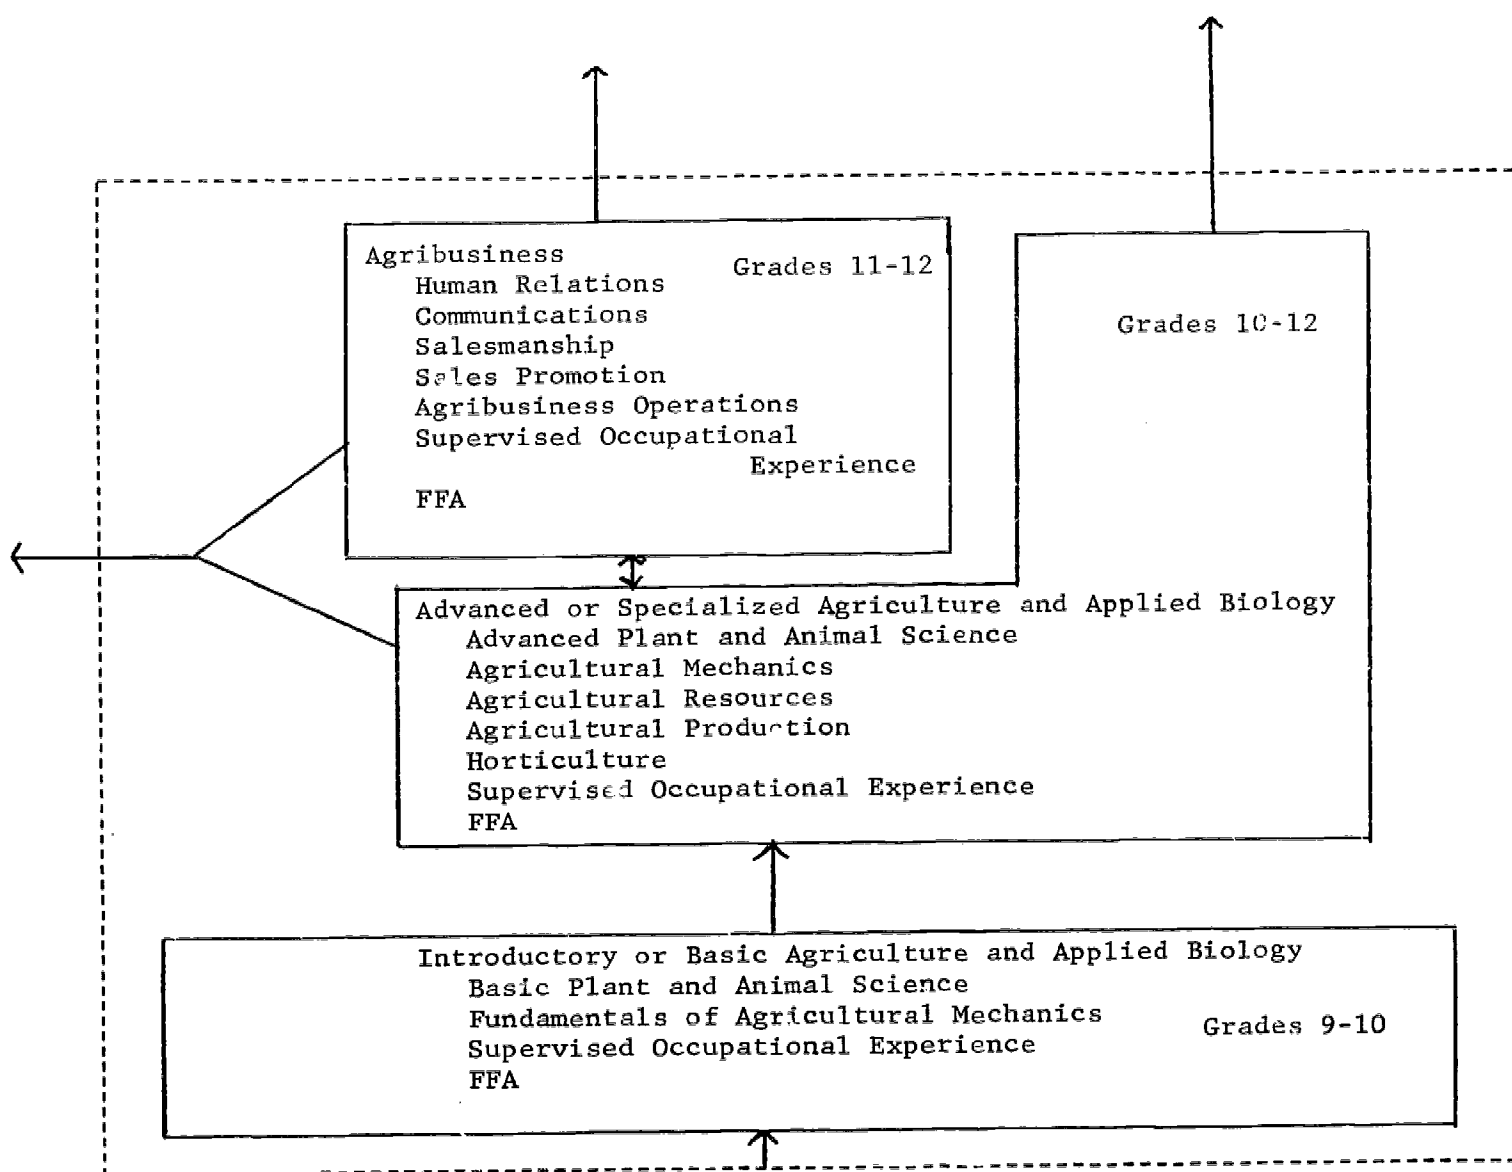 Agribusiness
Grades 11-12
Human Relations
Communications
Salesmanship
Sales Promotion
Agribusiness Operations
Supervised Occupational
Experience
FFA
Grades 10-12
Advanced or Specialized Agriculture and Applied Biology
Advanced Plant and Animal Science
Agricultural Mechanics
Agricultural Resources
Agricultural Production
Horticulture
Supervised Occupational Experience
FFA
Introductory or Basic Agriculture and Applied Biology
Basic Plant and Animal Science
Fundamentals of Agricultural Mechanics
Grades 9-10
Supervised Occupational Experience
FFA